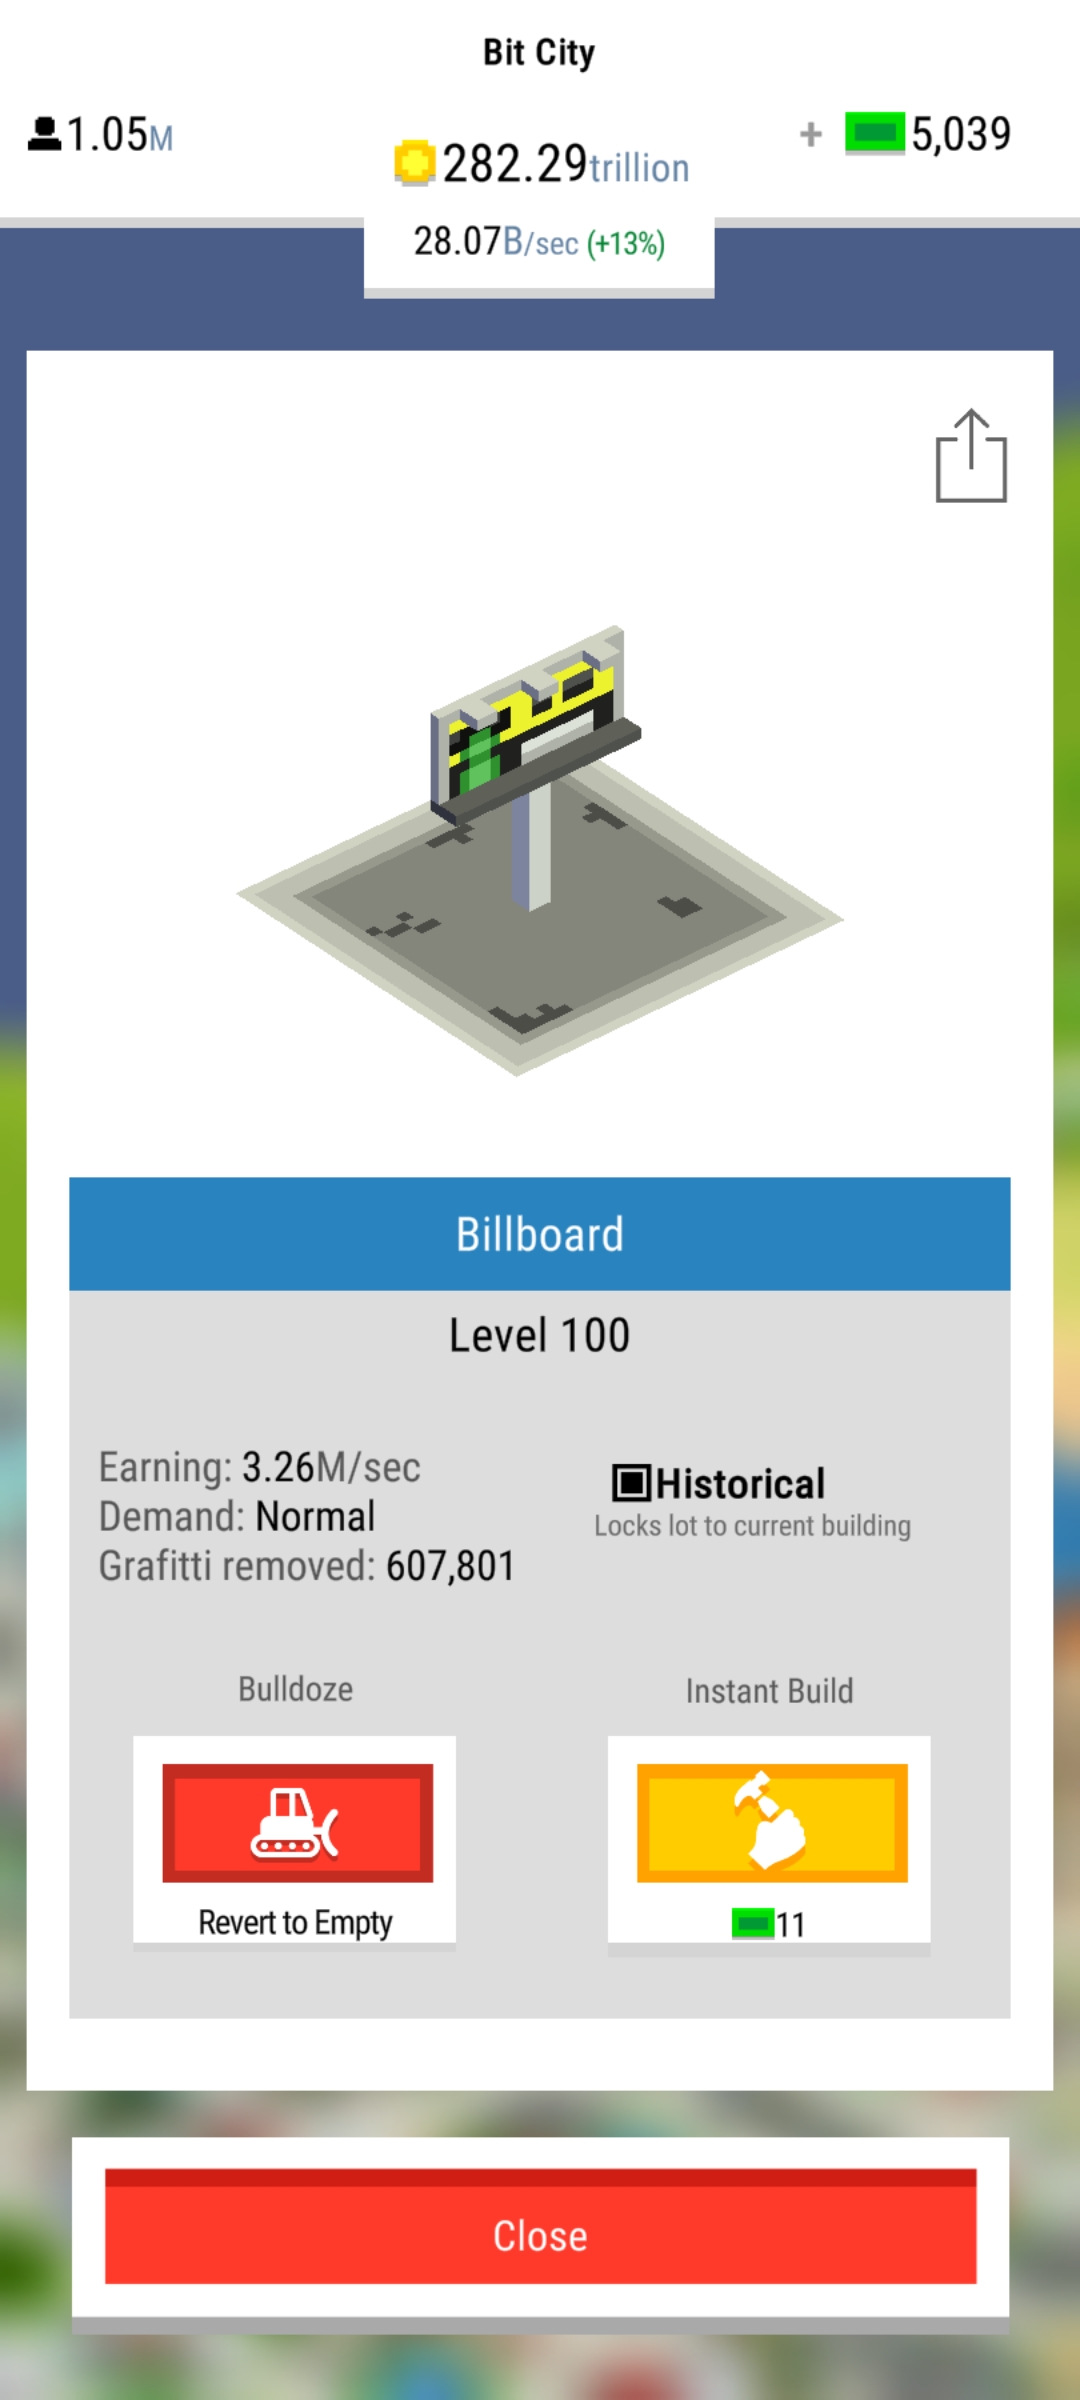 Bit City
1.05M
282.29trillion
+ 5,039
28.07B/sec (+13%)
Billboard
Level 100
Earning: 3.26M/sec
Demand: Normal
Grafitti removed: 607,801
Historical
Locks lot to current building
Bulldoze
Instant Build
Revert to Empty
11
Close